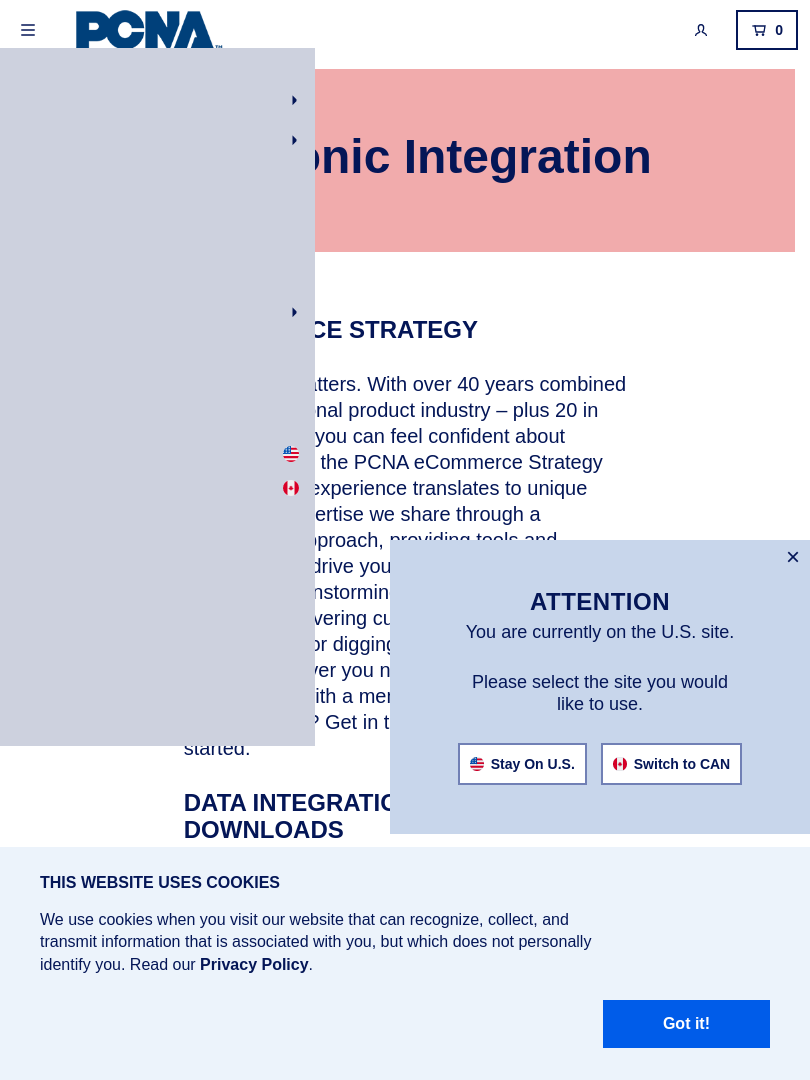 PCNA™
0
onic Integration
CE STRATEGY
atters. With over 40 years combined
onal product industry – plus 20 in
you can feel confident about
the PCNA eCommerce Strategy
experience translates to unique
ertise we share through a
pproach, providing tools and
drive you
instorming
vering cu
or digging
ver you n
ith a mer
? Get in t
started.
DATA INTEGRATIO
DOWNLOADS
×
ATTENTION
You are currently on the U.S. site.
Please select the site you would
like to use.
Stay On U.S.
Switch to CAN
THIS WEBSITE USES COOKIES
We use cookies when you visit our website that can recognize, collect, and
transmit information that is associated with you, but which does not personally
identify you. Read our Privacy Policy.
Got it!